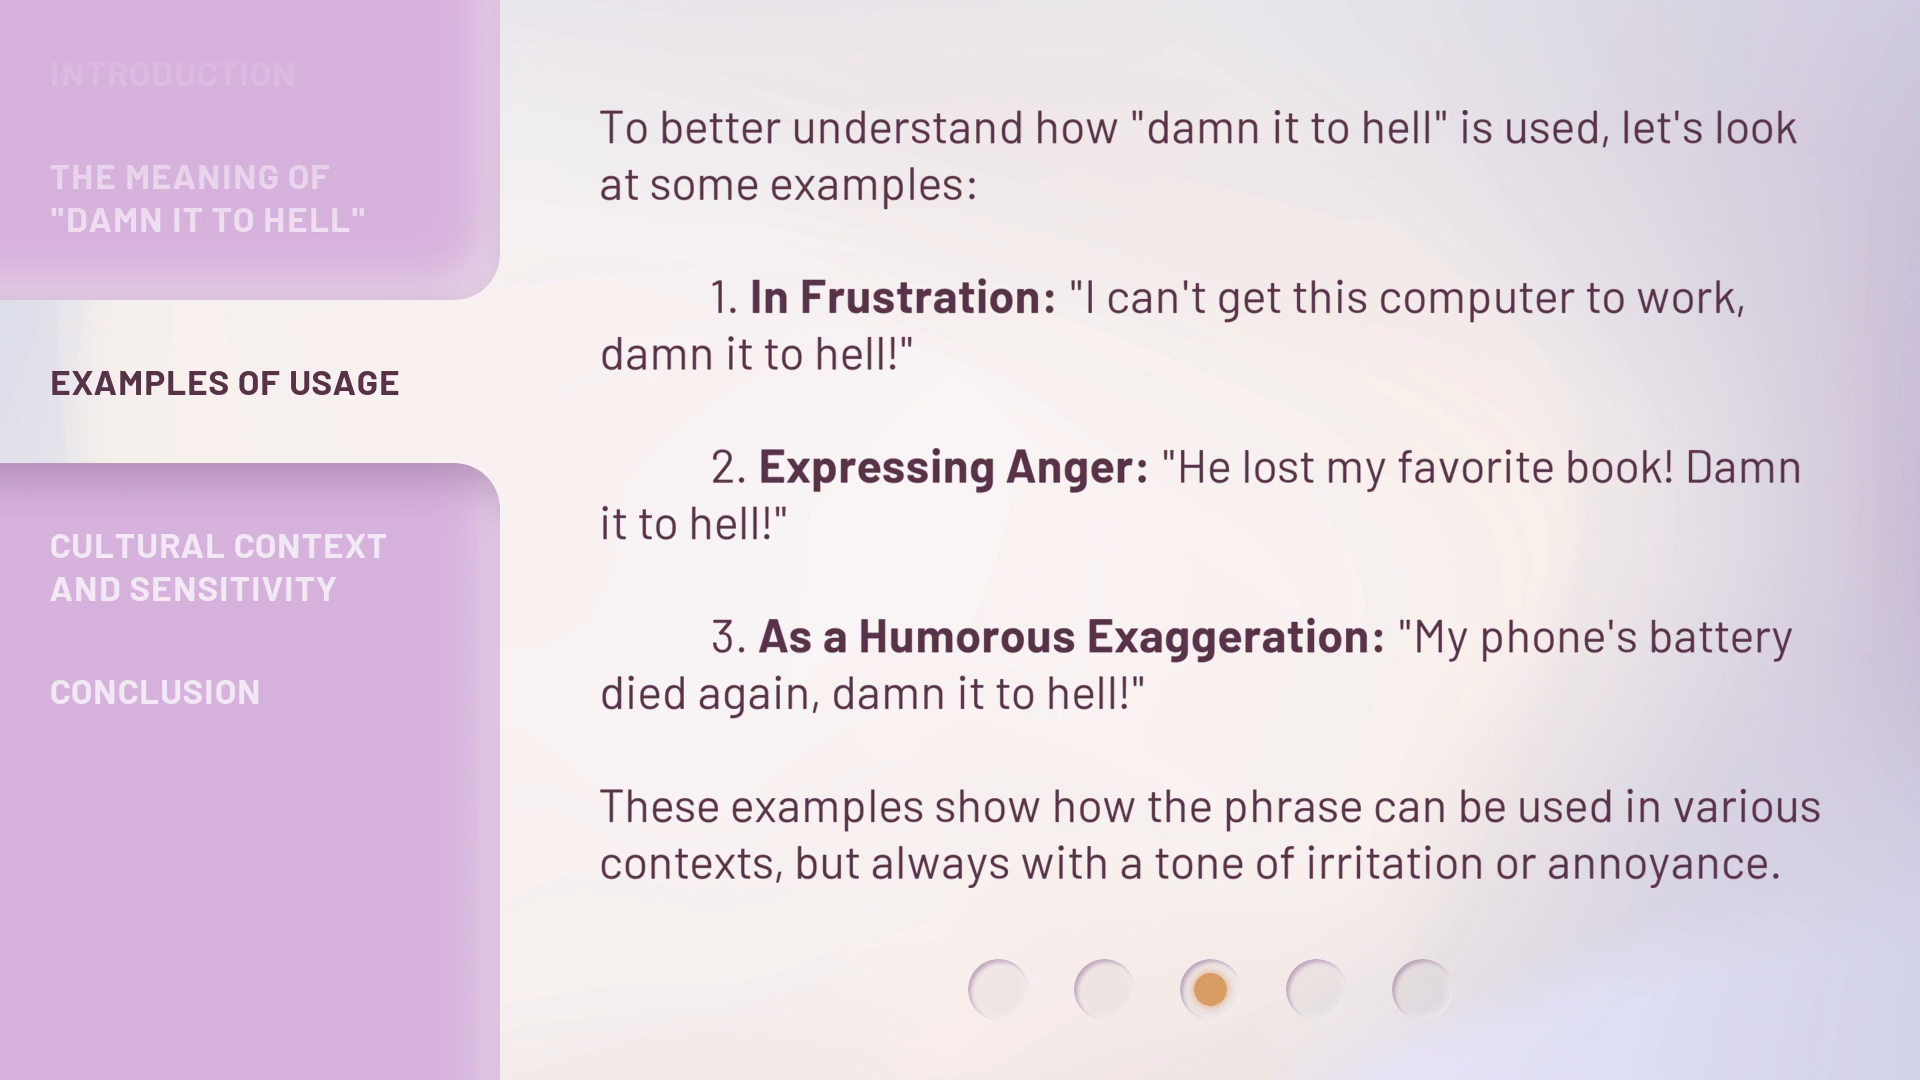 INTRODUCTION
THE MEANING OF
"DAMN IT TO HELL"
EXAMPLES OF USAGE
CULTURAL CONTEXT
AND SENSITIVITY
CONCLUSION
To better understand how "damn it to hell" is used, let's look
at some examples:
1. In Frustration: "I can't get this computer to work,
damn it to hell!"
2. Expressing Anger: "He lost my favorite book! Damn
it to hell!"
3. As a Humorous Exaggeration: "My phone's battery
died again, damn it to hell!"
These examples show how the phrase can be used in various
contexts, but always with a tone of irritation or annoyance.